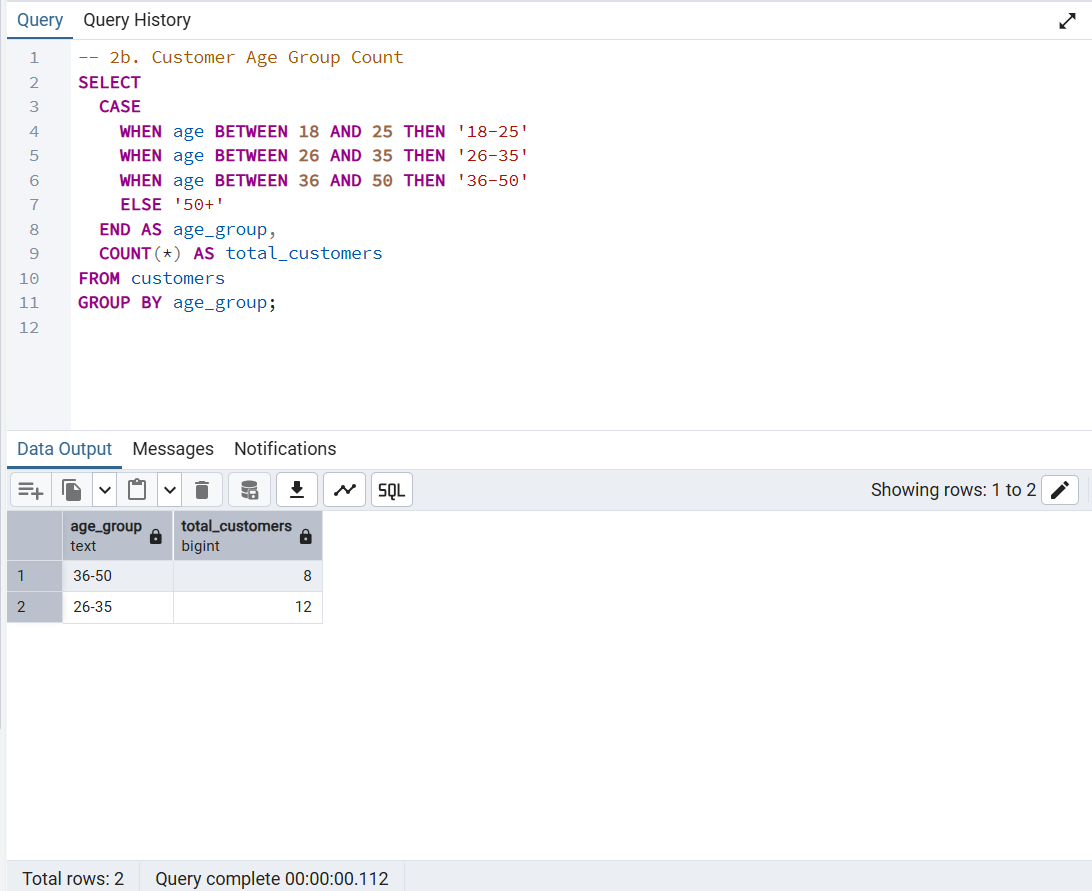 Query Query History
1 -- 2b. Customer Age Group Count
2 SELECT
3 CASE
4 WHEN age BETWEEN 18 AND 25 THEN '18-25'
5 WHEN age BETWEEN 26 AND 35 THEN '26-35'
6 WHEN age BETWEEN 36 AND 50 THEN '36-50'
7 ELSE '50+'
8 END AS age_group,
9 COUNT(*) AS total_customers
10 FROM customers
11 GROUP BY age_group;
12
Data Output Messages Notifications
SQL Showing rows: 1 to 2
age_group total_customers
text bigint
1 36-50 8
2 26-35 12
Total rows: 2 Query complete 00:00:00.112